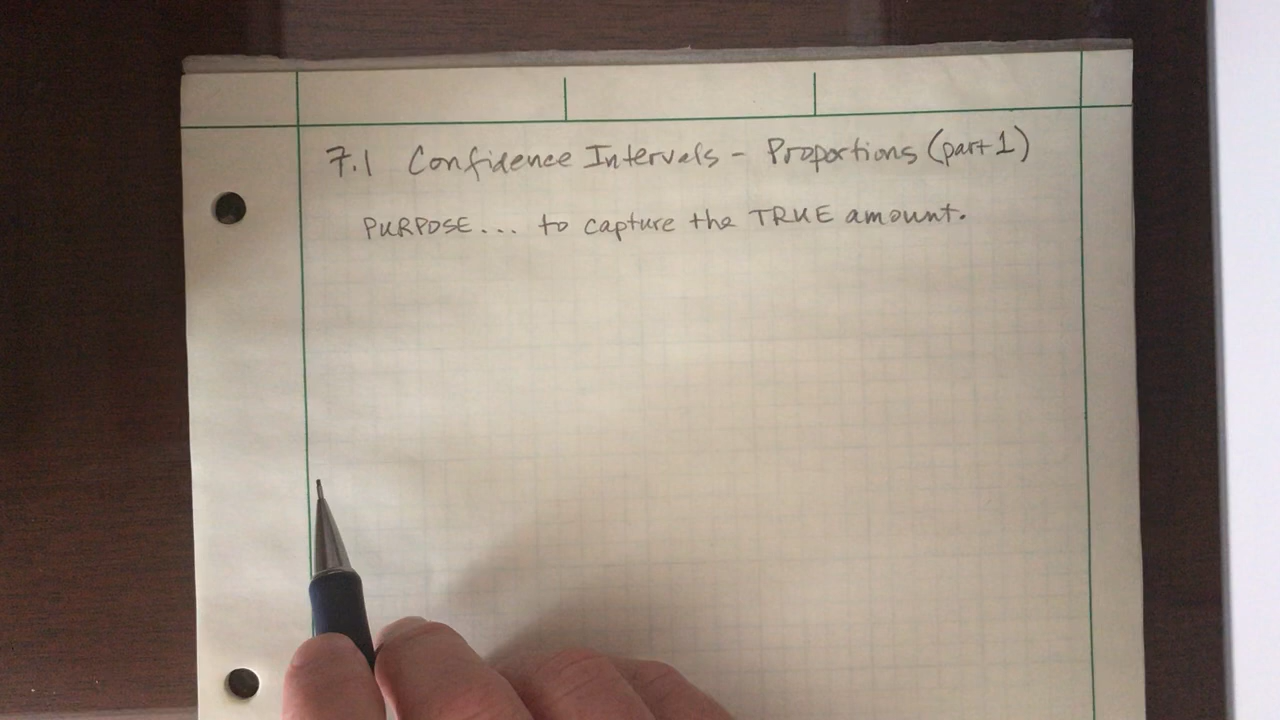 7.1 Confidence Intervals - Proportions (part 1)
PURPOSE... to capture the TRUE amount.